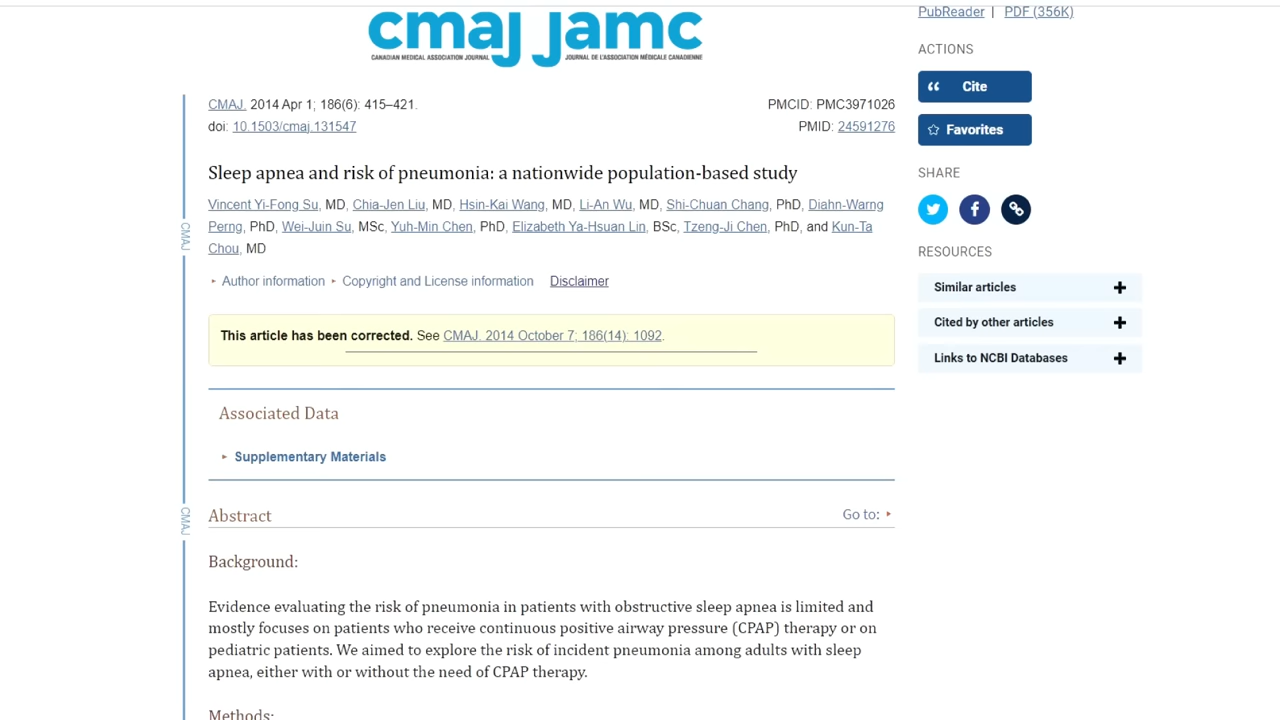 PubReader | PDF (356K)
cmaj jamc
CANADIAN MEDICAL ASSOCIATION JOURNAL JOURNAL DE L'ASSOCIATION MÉDICALE CANADIENNE
ACTIONS
Cite
Favorites
SHARE
RESOURCES
Similar articles
Cited by other articles
Links to NCBI Databases
CMAJ
CMAJ
CMAJ. 2014 Apr 1; 186(6): 415–421. PMCID: PMC3971026
doi: 10.1503/cmaj.131547 PMID: 24591276
Sleep apnea and risk of pneumonia: a nationwide population-based study
Vincent Yi-Fong Su, MD, Chia-Jen Liu, MD, Hsin-Kai Wang, MD, Li-An Wu, MD, Shi-Chuan Chang, PhD, Diahn-Warng
Perng, PhD, Wei-Juin Su, MSc, Yuh-Min Chen, PhD, Elizabeth Ya-Hsuan Lin, BSc, Tzeng-Ji Chen, PhD, and Kun-Ta
Chou, MD
Author information Copyright and License information Disclaimer
This article has been corrected. See CMAJ. 2014 October 7; 186(14): 1092.
Associated Data
Supplementary Materials
Abstract Go to:
Background:
Evidence evaluating the risk of pneumonia in patients with obstructive sleep apnea is limited and
mostly focuses on patients who receive continuous positive airway pressure (CPAP) therapy or on
pediatric patients. We aimed to explore the risk of incident pneumonia among adults with sleep
apnea, either with or without the need of CPAP therapy.
Methods: